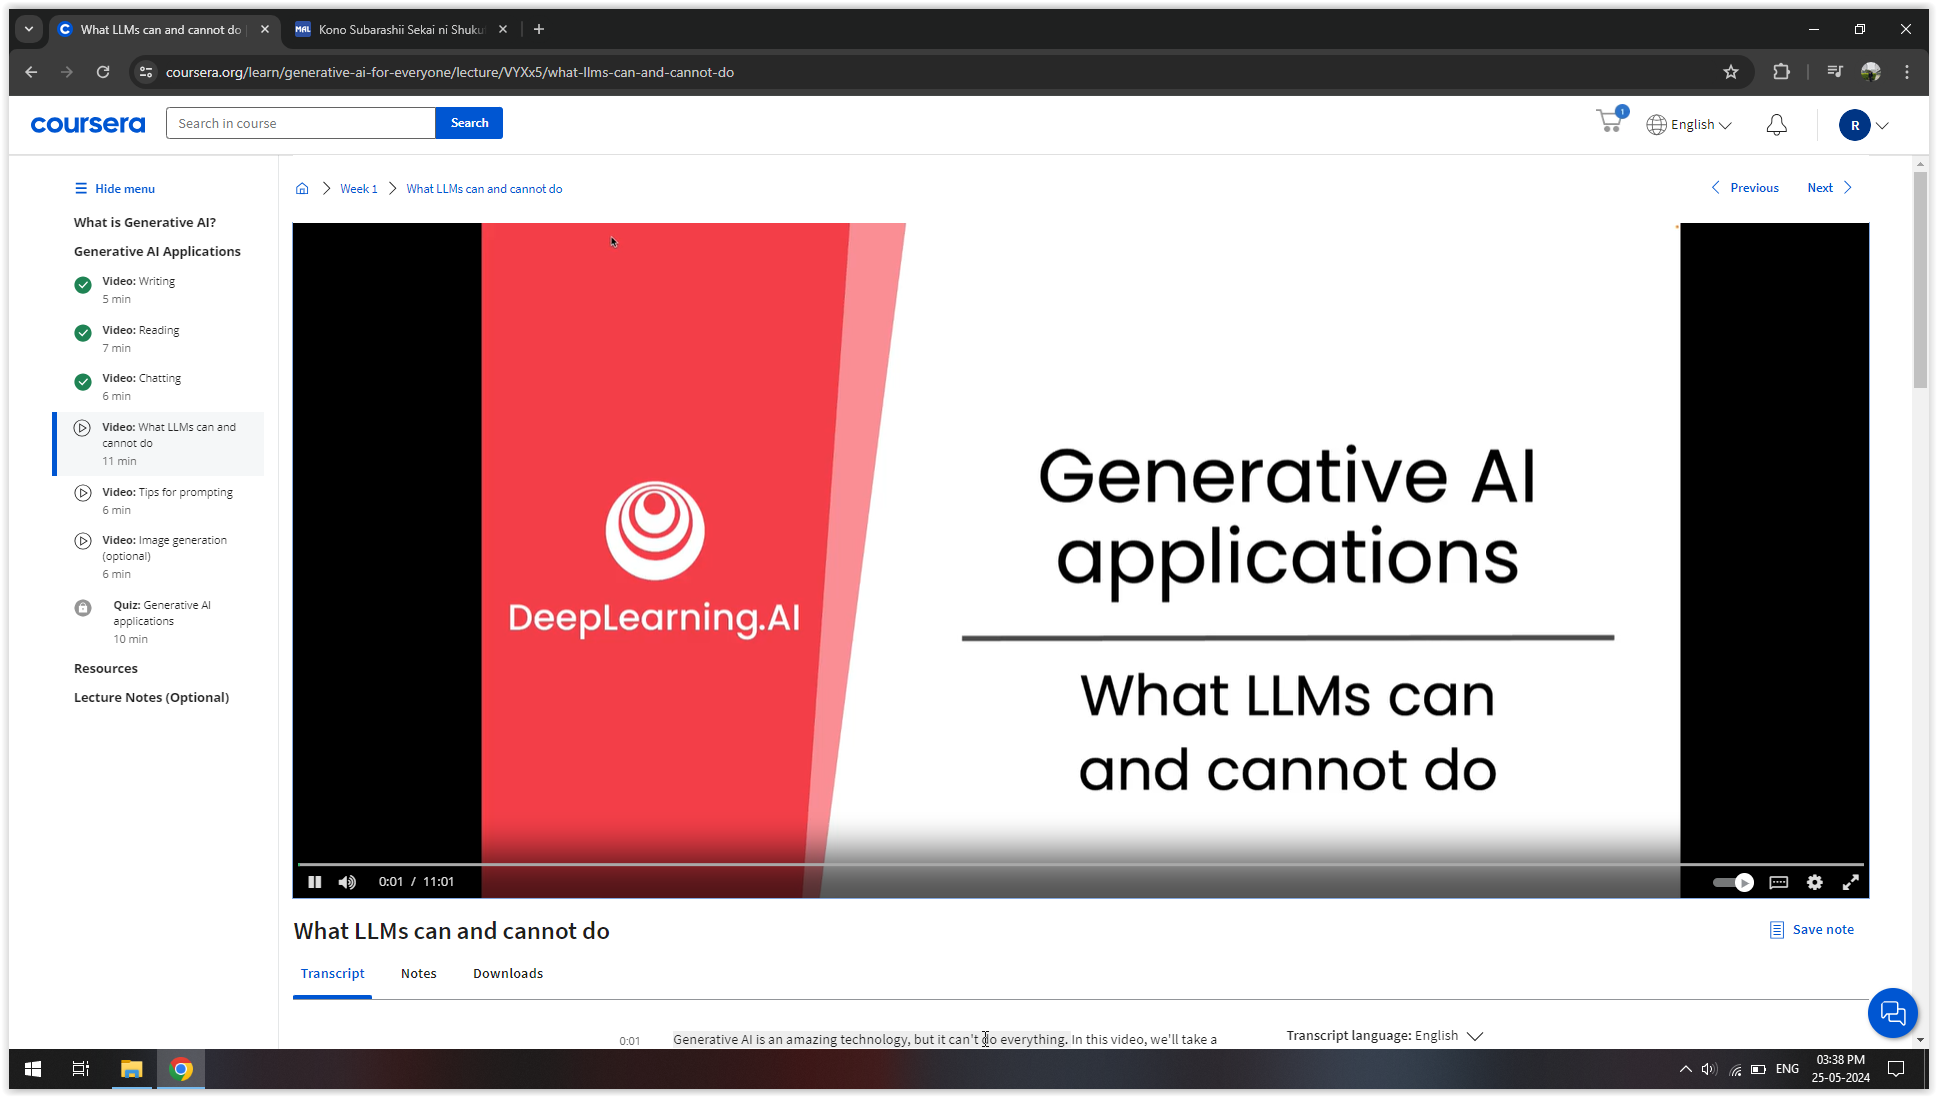 What LLMs can and cannot do
MAL Kono Subarashii Sekai ni Shuku
coursera.org/learn/generative-ai-for-everyone/lecture/VYXx5/what-llms-can-and-cannot-do
coursera
Search in course
Search
1
English
R
Hide menu
What is Generative AI?
Generative AI Applications
Video: Writing
5 min
Video: Reading
7 min
Video: Chatting
6 min
Video: What LLMs can and
cannot do
11 min
Video: Tips for prompting
6 min
Video: Image generation
(optional)
6 min
Quiz: Generative AI
applications
10 min
Resources
Lecture Notes (Optional)
Week 1
What LLMs can and cannot do
Previous
Next
DeepLearning.AI
Generative AI
applications
What LLMs can
and cannot do
0:01 / 11:01
What LLMs can and cannot do
Save note
Transcript Notes Downloads
0:01
Generative AI is an amazing technology, but it can't do everything. In this video, we'll take a
Transcript language: English
ENG
03:38 PM
25-05-2024